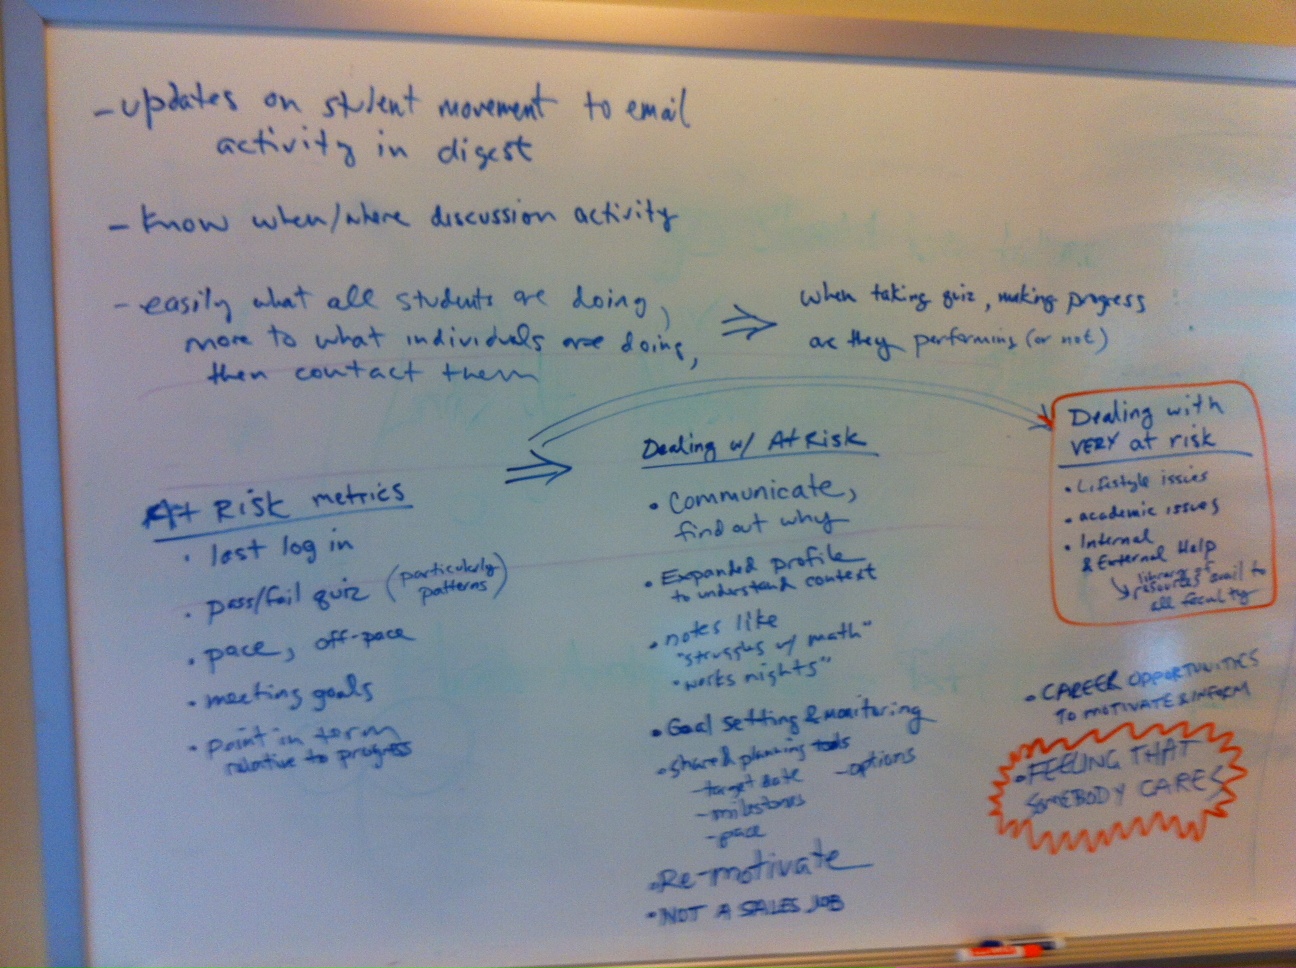 - updates on student movement to email
activity in digest
- know when/where discussion activity
- easily what all students are doing,
more to what individuals are doing,
then contact them
⇒ when taking quiz, making progress
are they performing (or not)
At Risk metrics
• last log in
• pass/fail quiz (particularly
patterns)
• pace, off-pace
• meeting goals
• point in term
relative to progress
⇒
Dealing w/ At Risk
• Communicate,
find out why
• Expanded profile
to understand context
• notes like
"struggles w/ math"
"works nights"
• Goal setting & monitoring
• shared planning tools
- target date - options
- milestones
- pace
• Re-motivate
• NOT A SALES JOB
Dealing with
VERY at risk
• Lifestyle issues
• academic issues
• Internal
& External Help
library of
resources avail to
all faculty
• CAREER OPPORTUNITIES
TO MOTIVATE & INFORM
• FEELING THAT
SOMEBODY CARES